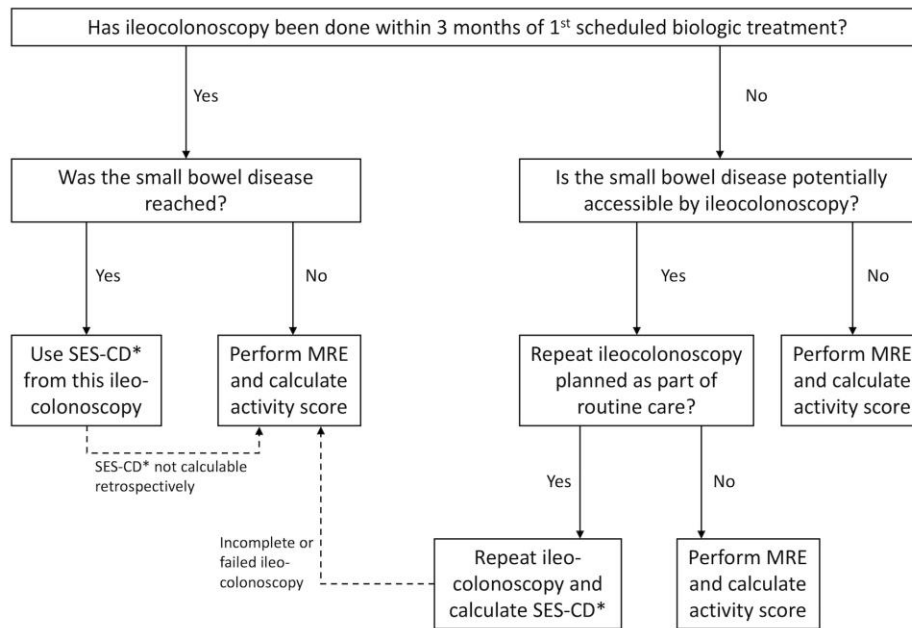 Has ileocolonoscopy been done within 3 months of 1st scheduled biologic treatment?
Yes
No
Was the small bowel disease
reached?
Is the small bowel disease potentially
accessible by ileocolonoscopy?
Yes
No
Yes
No
Use SES-CD*
from this ileo-
colonoscopy
Perform MRE
and calculate
activity score
Repeat ileocolonoscopy
planned as part of
routine care?
Perform MRE
and calculate
activity score
SES-CD* not calculable
retrospectively
Yes
No
Incomplete or
failed ileo-
colonoscopy
Repeat ileo-
colonoscopy and
calculate SES-CD*
Perform MRE
and calculate
activity score